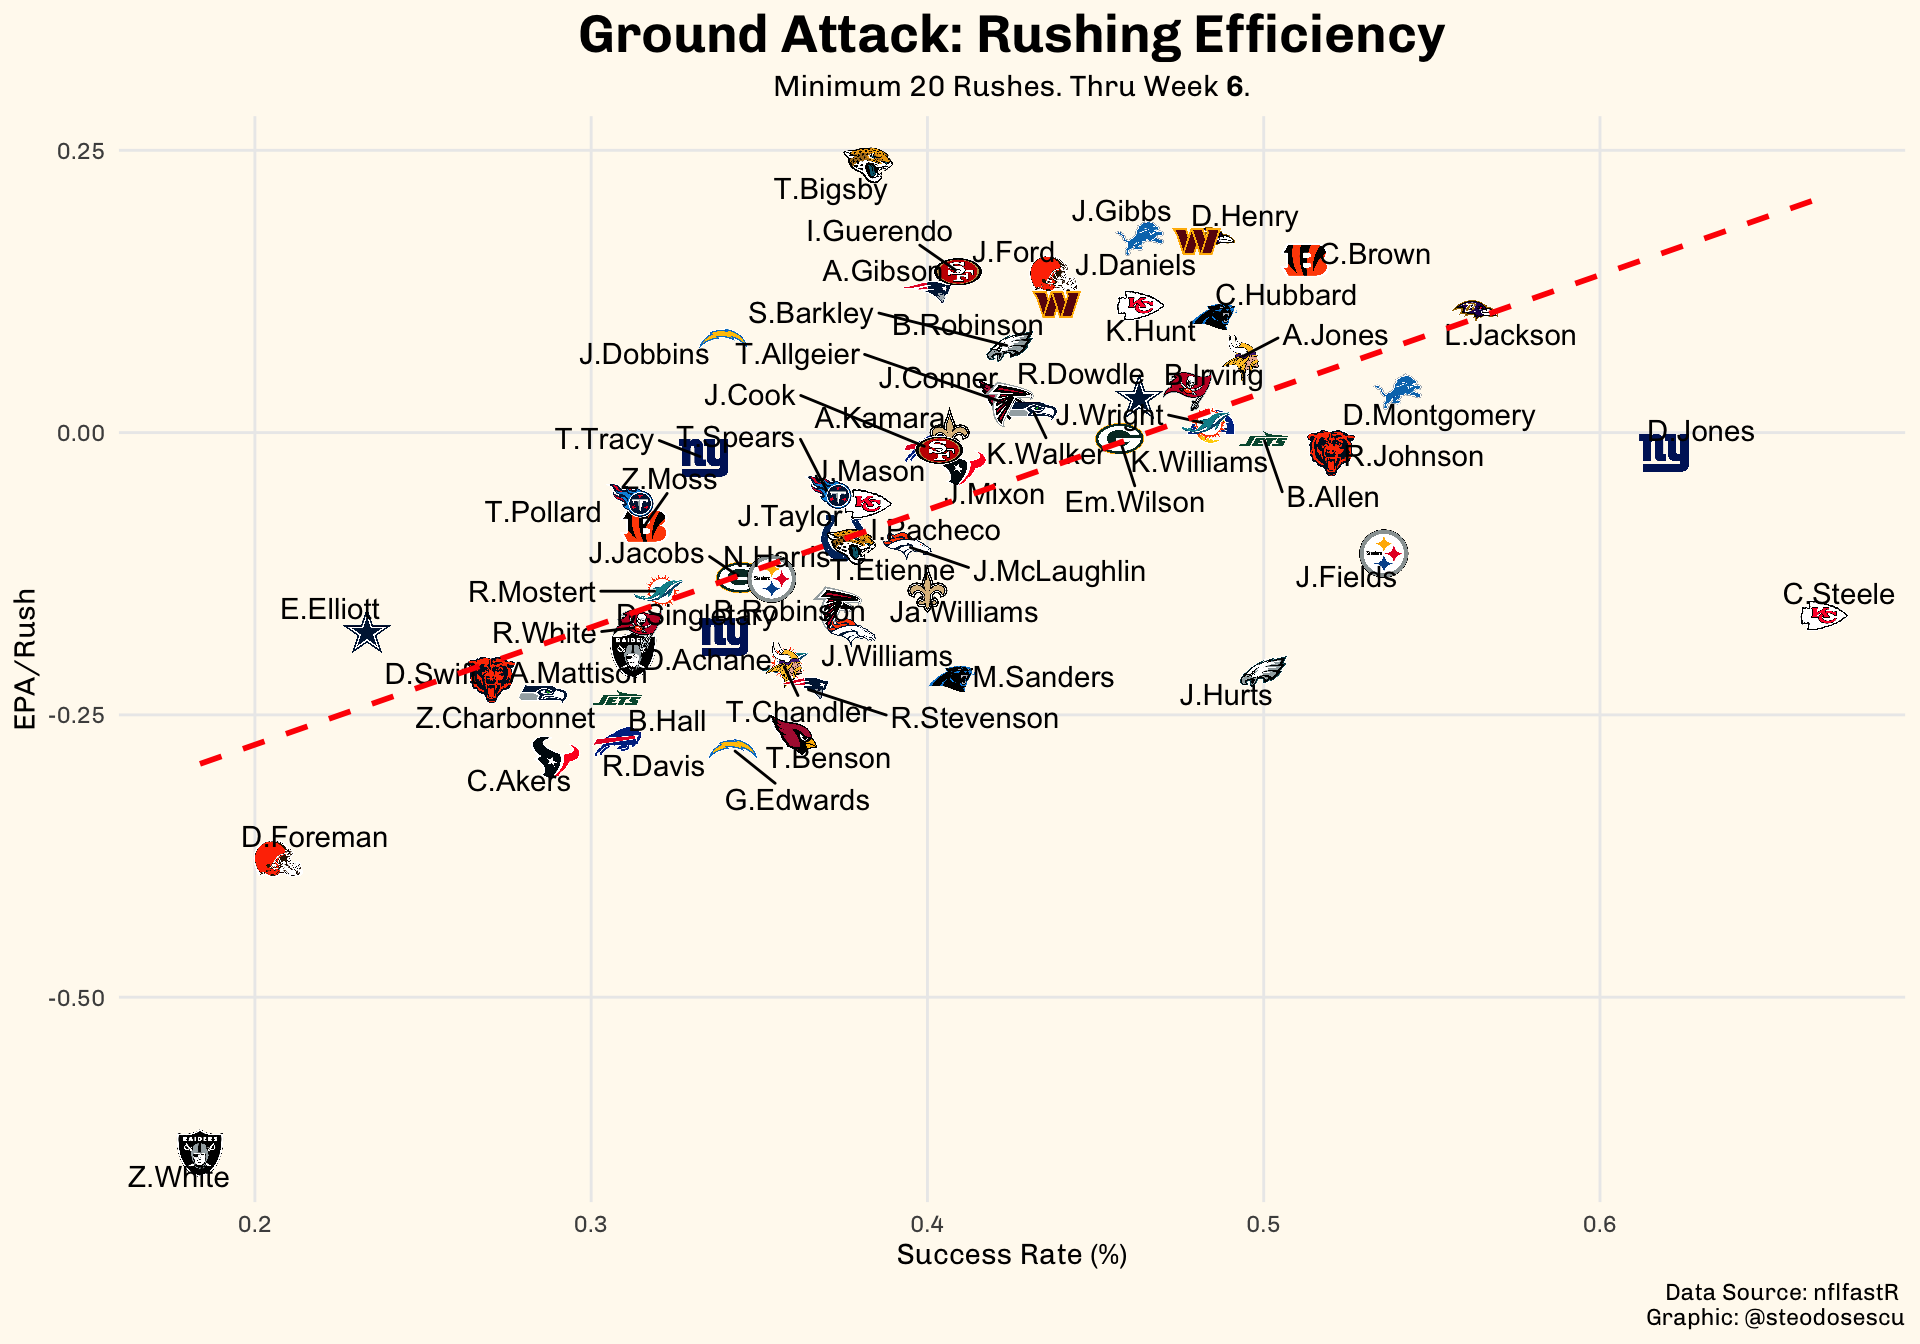 Ground Attack: Rushing Efficiency
Minimum 20 Rushes. Thru Week 6.
EPA/Rush
0.25
0.00
-0.25
-0.50
T.Bigsby
J.Gibbs
D.Henry
I.Guerendo
J.Ford
C.Brown
A.Gibson
J.Daniels
C.Hubbard
S.Barkley
B.Robinson
K.Hunt
A.Jones
L.Jackson
J.Dobbins
T.Allgeier
J.Conner
R.Dowdle
B.Irving
J.Cook
A.Kamara
J.Wright
D.Montgomery
T.Tracy
T.Spears
D.Jones
K.Walker
K.Williams
R.Johnson
J.Mason
Z.Moss
J.Mixon
Em.Wilson
B.Allen
T.Pollard
J.Taylor
I.Pacheco
J.Jacobs
N.Harris
T.Etienne
J.McLaughlin
J.Fields
R.Mostert
C.Steele
E.Elliott
D.Singletary
B.Robinson
Ja.Williams
R.White
D.Achane
J.Williams
D.Swift
A.Mattison
M.Sanders
J.Hurts
Z.Charbonnet
B.Hall
T.Chandler
R.Stevenson
C.Akers
R.Davis
T.Benson
G.Edwards
D.Foreman
Z.White
0.2
0.3
0.4
0.5
0.6
Success Rate (%)
Data Source: nflfastR
Graphic: @steodosescu